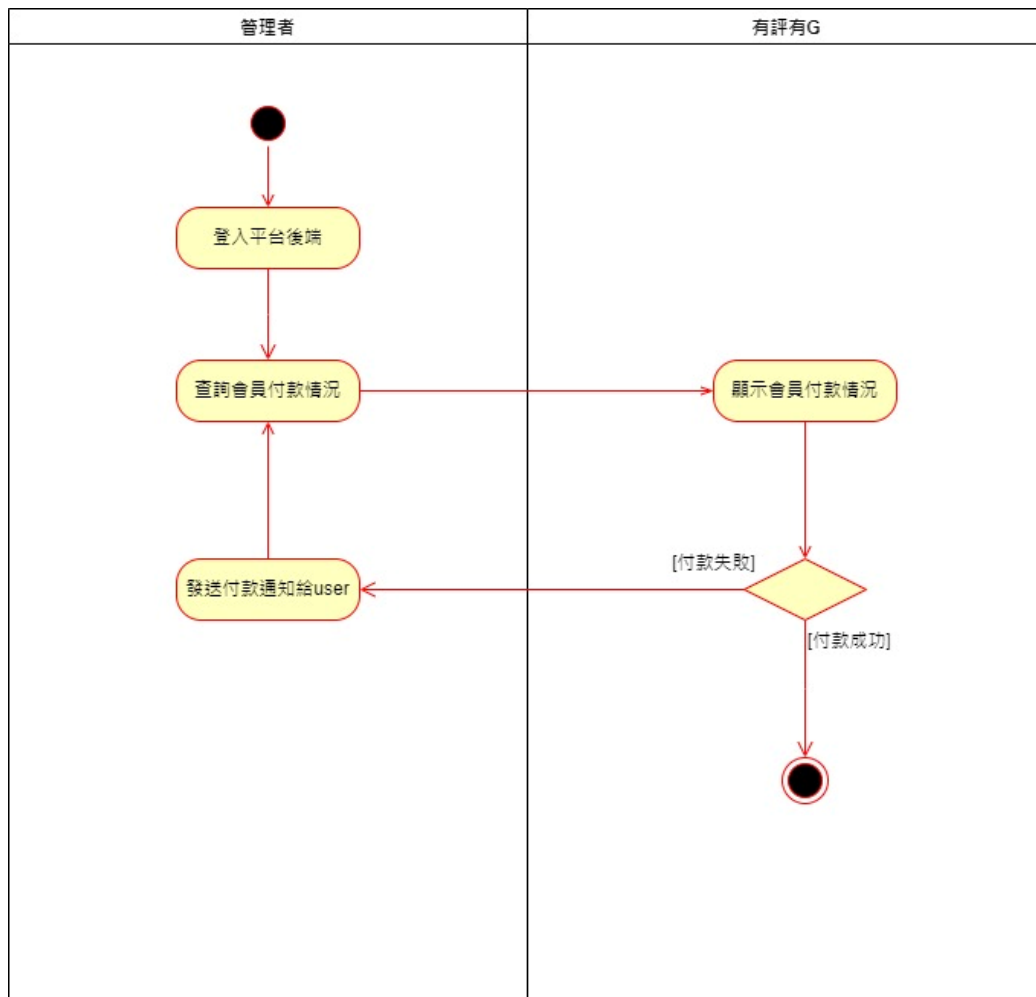 管理者
有評有G
登入平台後端
查詢會員付款情況
顯示會員付款情況
[付款失敗]
發送付款通知給user
[付款成功]